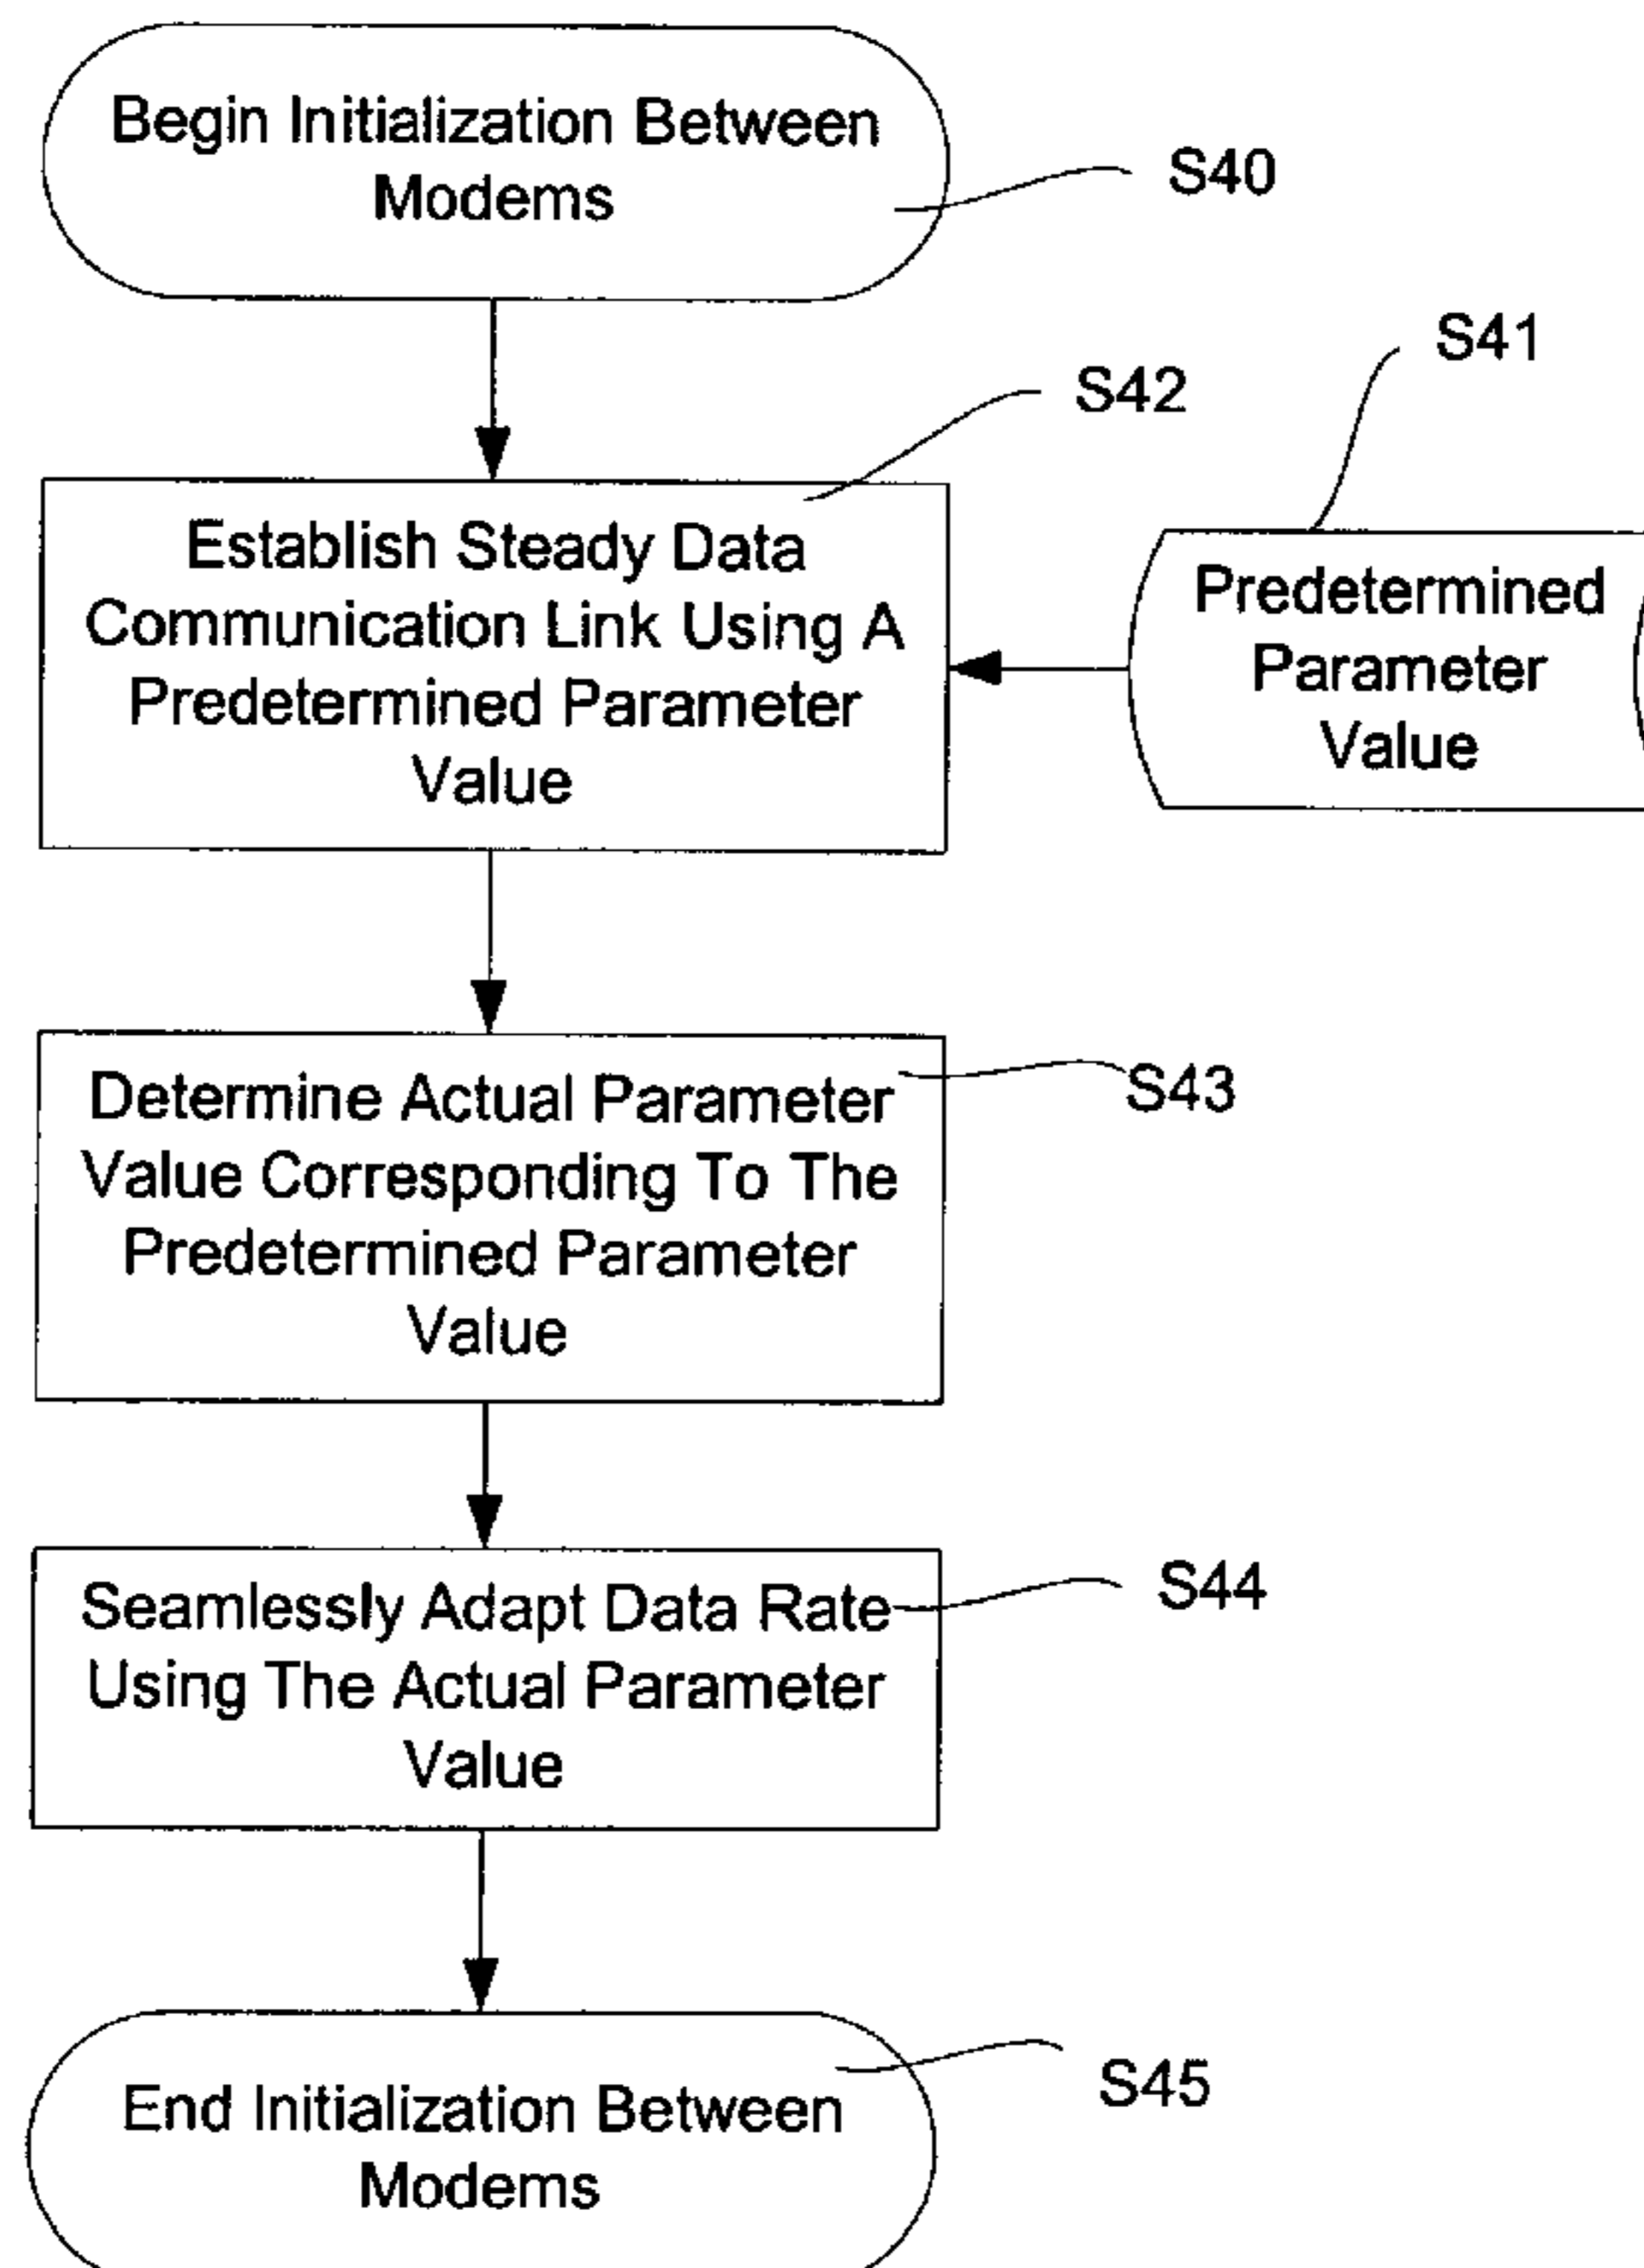 Begin Initialization Between
Modems
S40
S41
S42
Establish Steady Data
Communication Link Using A
Predetermined Parameter
Value
Predetermined
Parameter
Value
Determine Actual Parameter
Value Corresponding To The
Predetermined Parameter
Value
S43
Seamlessly Adapt Data Rate
Using The Actual Parameter
Value
S44
End Initialization Between
Modems
S45